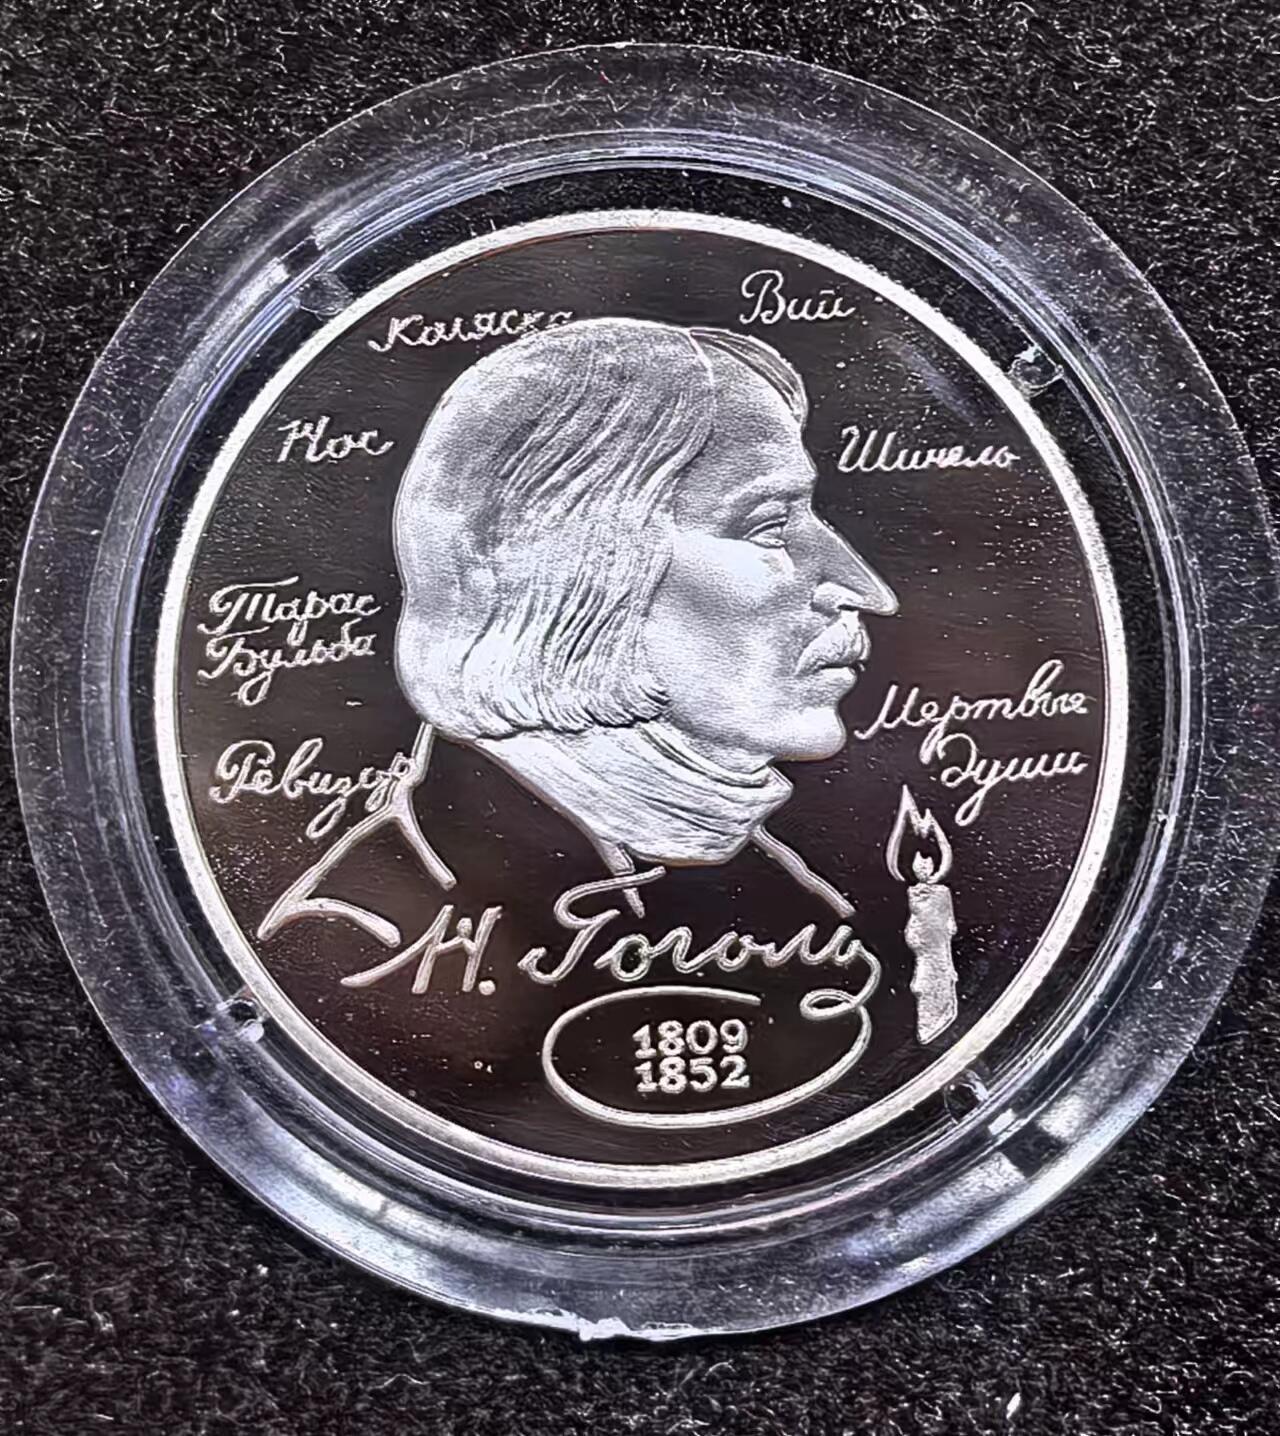 Коляска
Вий
Нос
Шинель
Тарас
Бульба
Мертвые
души
Ревизор
Н. Гоголь
1809
1852